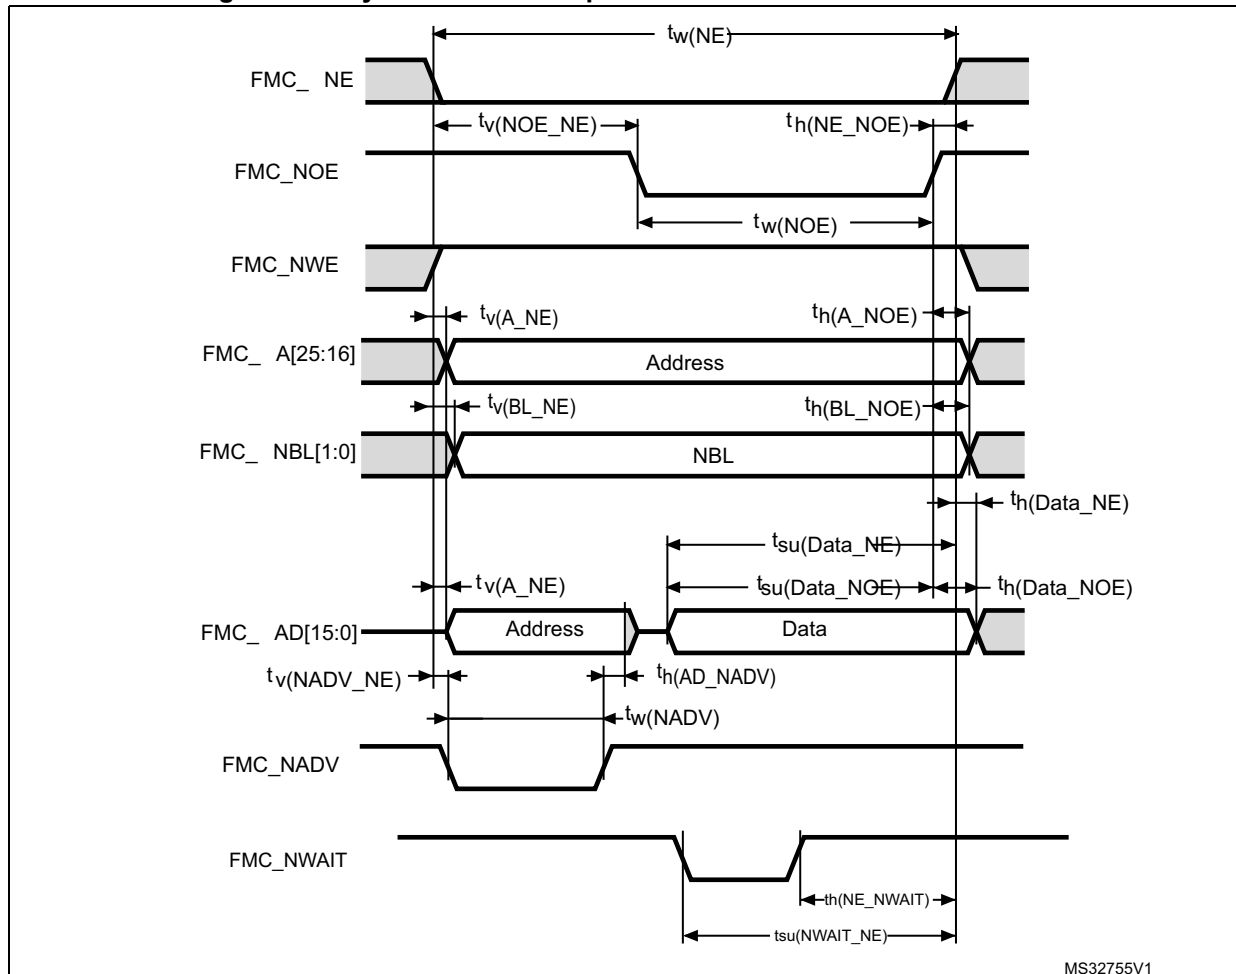 tw(NE)
FMC_ NE
tv(NOE_NE)
th(NE_NOE)
FMC_NOE
tw(NOE)
FMC_NWE
tv(A_NE)
th(A_NOE)
FMC_ A[25:16]
Address
tv(BL_NE)
th(BL_NOE)
FMC_ NBL[1:0]
NBL
th(Data_NE)
tsu(Data_NE)
tv(A_NE)
tsu(Data_NOE)
th(Data_NOE)
FMC_ AD[15:0]
Address
Data
tv(NADV_NE)
th(AD_NADV)
tw(NADV)
FMC_NADV
FMC_NWAIT
th(NE_NWAIT)
tsu(NWAIT_NE)
MS32755V1